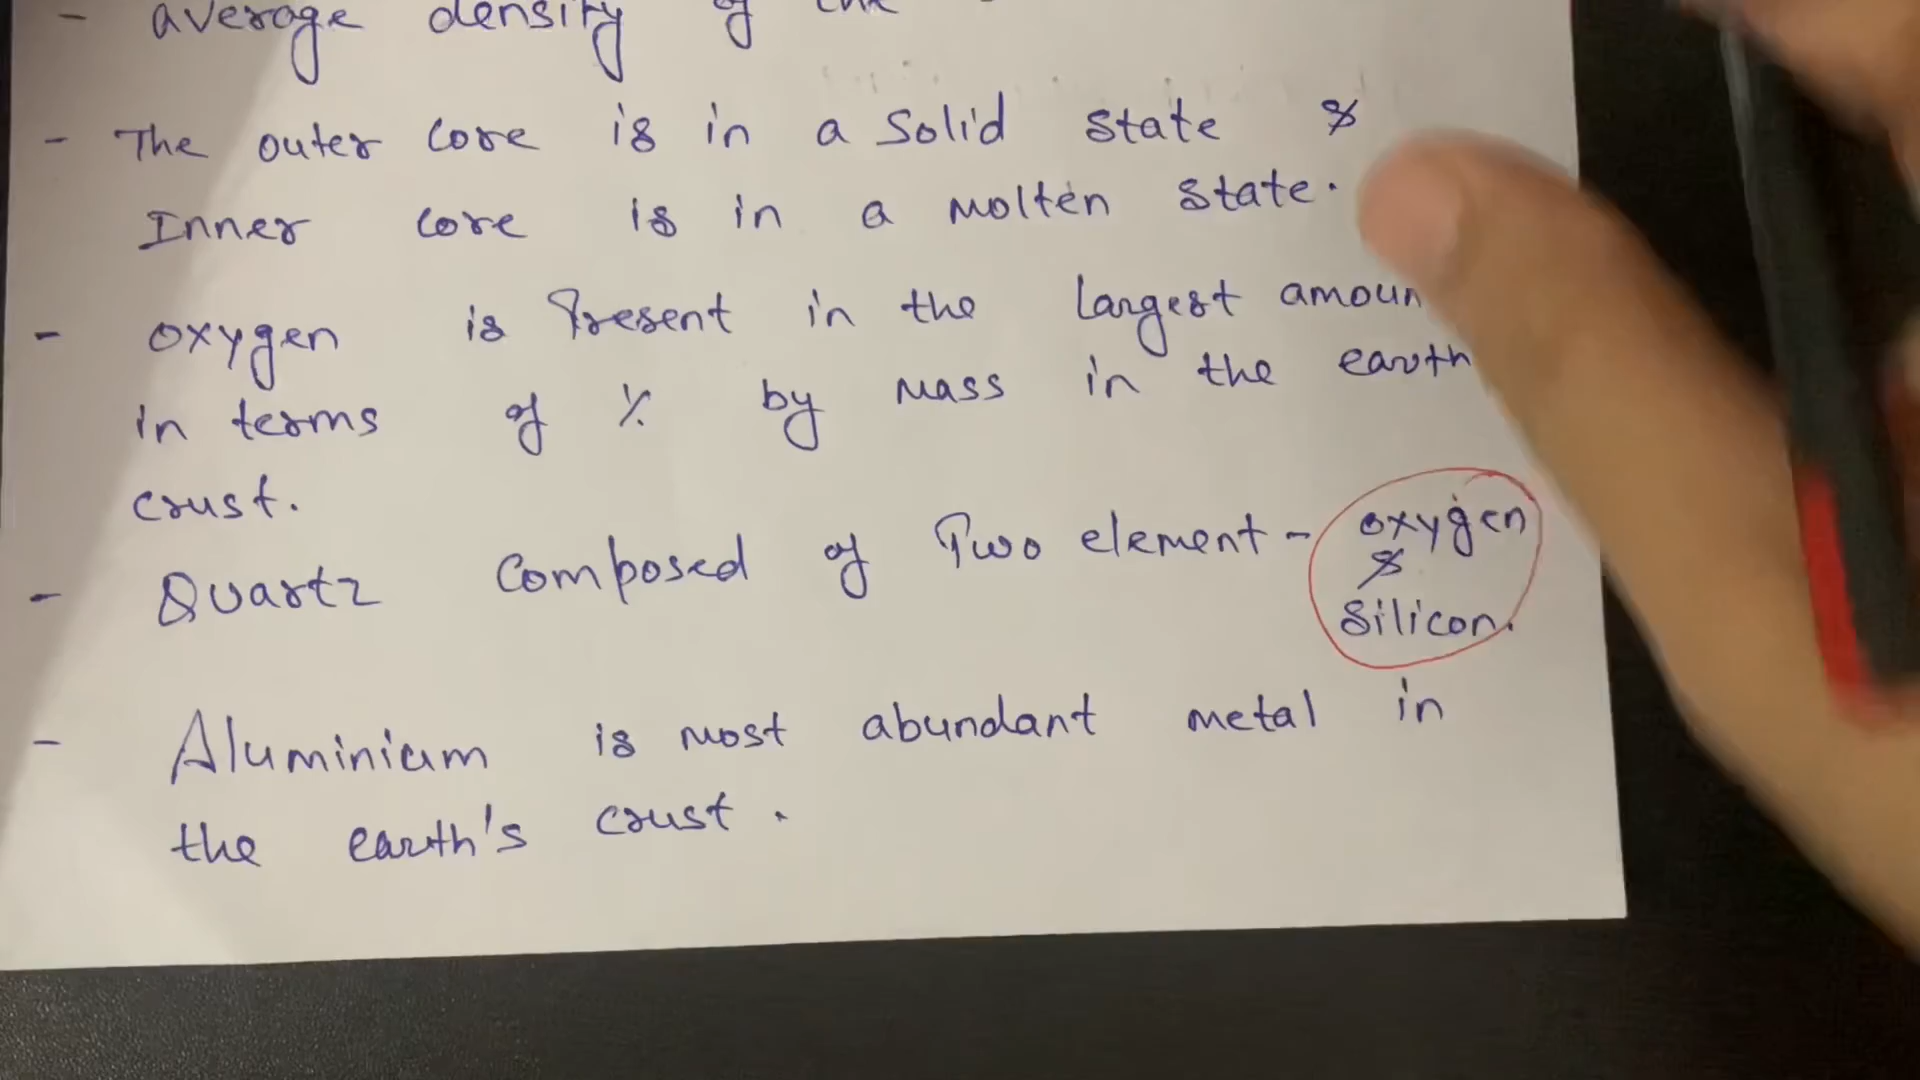 - average density of the
- The outer core is in a solid state &
Inner core is in a molten state.
- oxygen is Present in the largest amoun
in terms of % by mass in the earth
crust.
- Quartz composed of Two element - oxygen
&
silicon.
- Aluminium is most abundant metal in
the earth's crust.